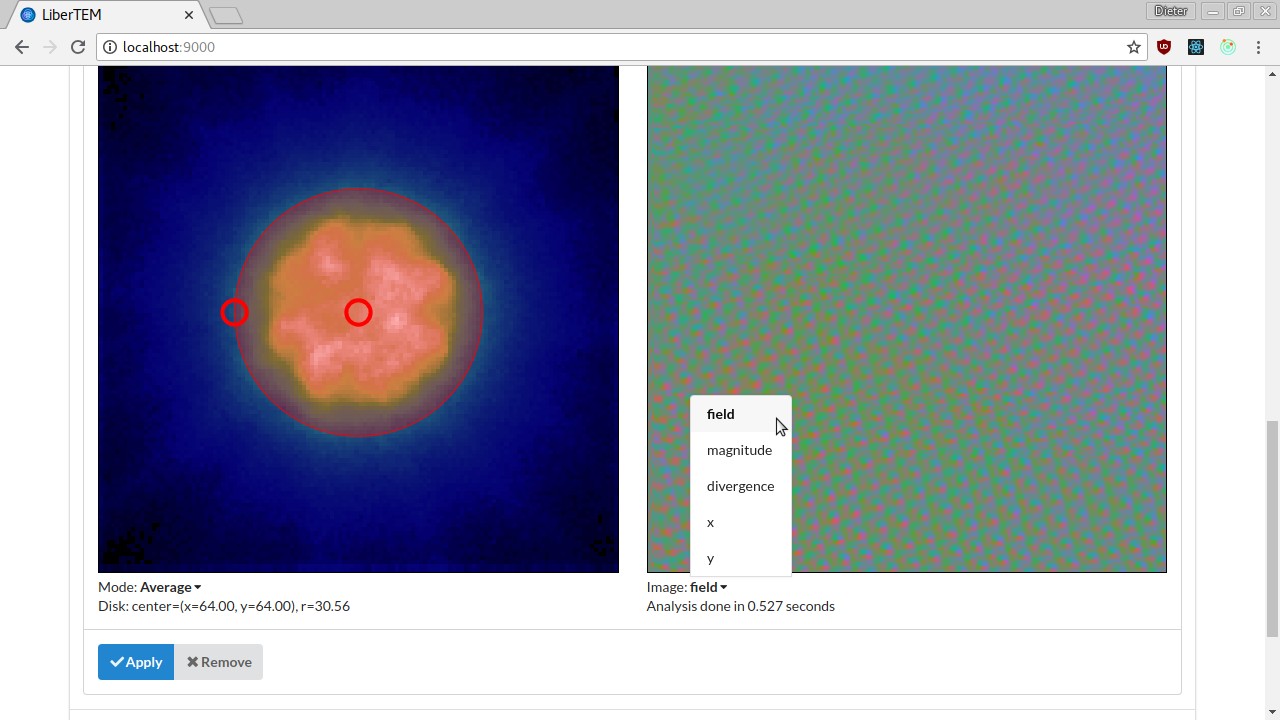 LiberTEM
Dieter
localhost:9000
field
magnitude
divergence
x
y
Mode: Average
Image: field
Disk: center=(x=64.00, y=64.00), r=30.56
Analysis done in 0.527 seconds
Apply
Remove